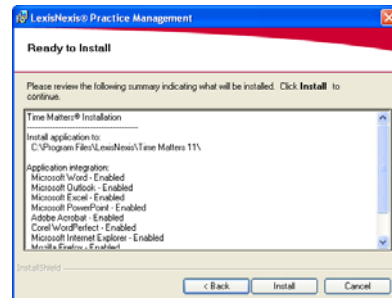 LexisNexis® Practice Management
Ready to Install
Please review the following summary indicating what will be installed. Click Install to
continue.
Time Matters® Installation
-----------------------------------
Install application to:
C:\Program Files\LexisNexis\Time Matters 11\
Application integration:
Microsoft Word - Enabled
Microsoft Outlook - Enabled
Microsoft Excel - Enabled
Microsoft PowerPoint - Enabled
Adobe Acrobat - Enabled
Corel WordPerfect - Enabled
Microsoft Internet Explorer - Enabled
Mozilla Firefox - Enabled
InstallShield
< Back
Install
Cancel